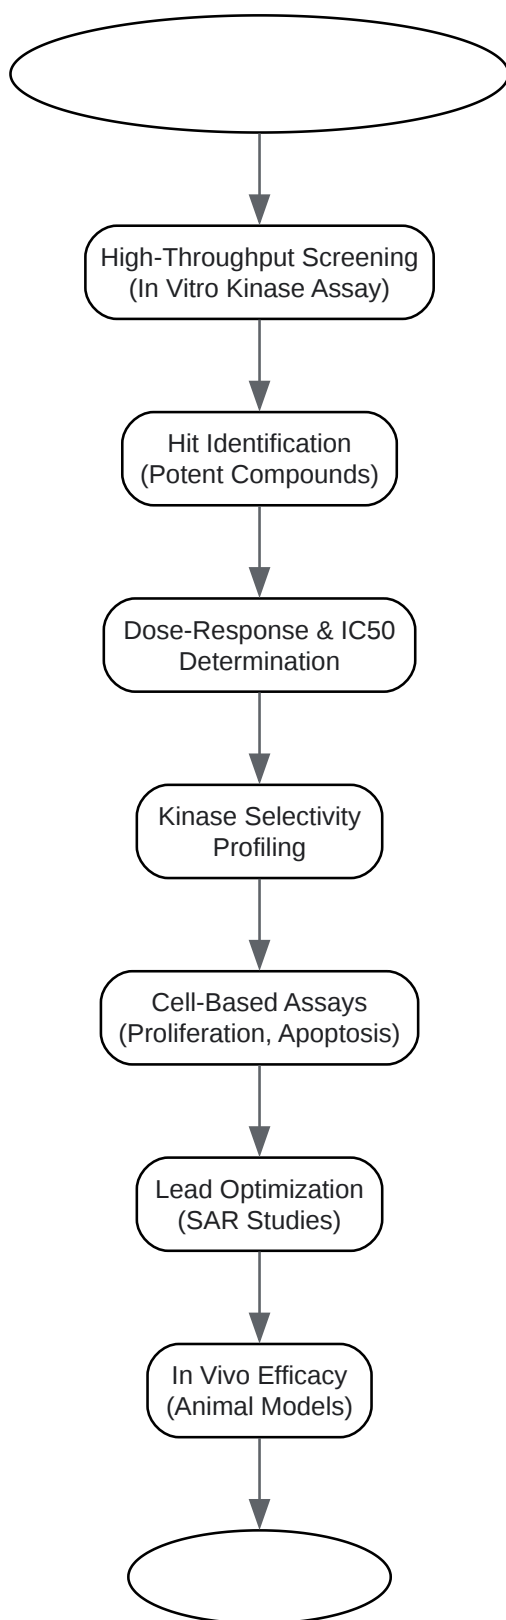 High-Throughput Screening
(In Vitro Kinase Assay)
Hit Identification
(Potent Compounds)
Dose-Response & IC50
Determination
Kinase Selectivity
Profiling
Cell-Based Assays
(Proliferation, Apoptosis)
Lead Optimization
(SAR Studies)
In Vivo Efficacy
(Animal Models)